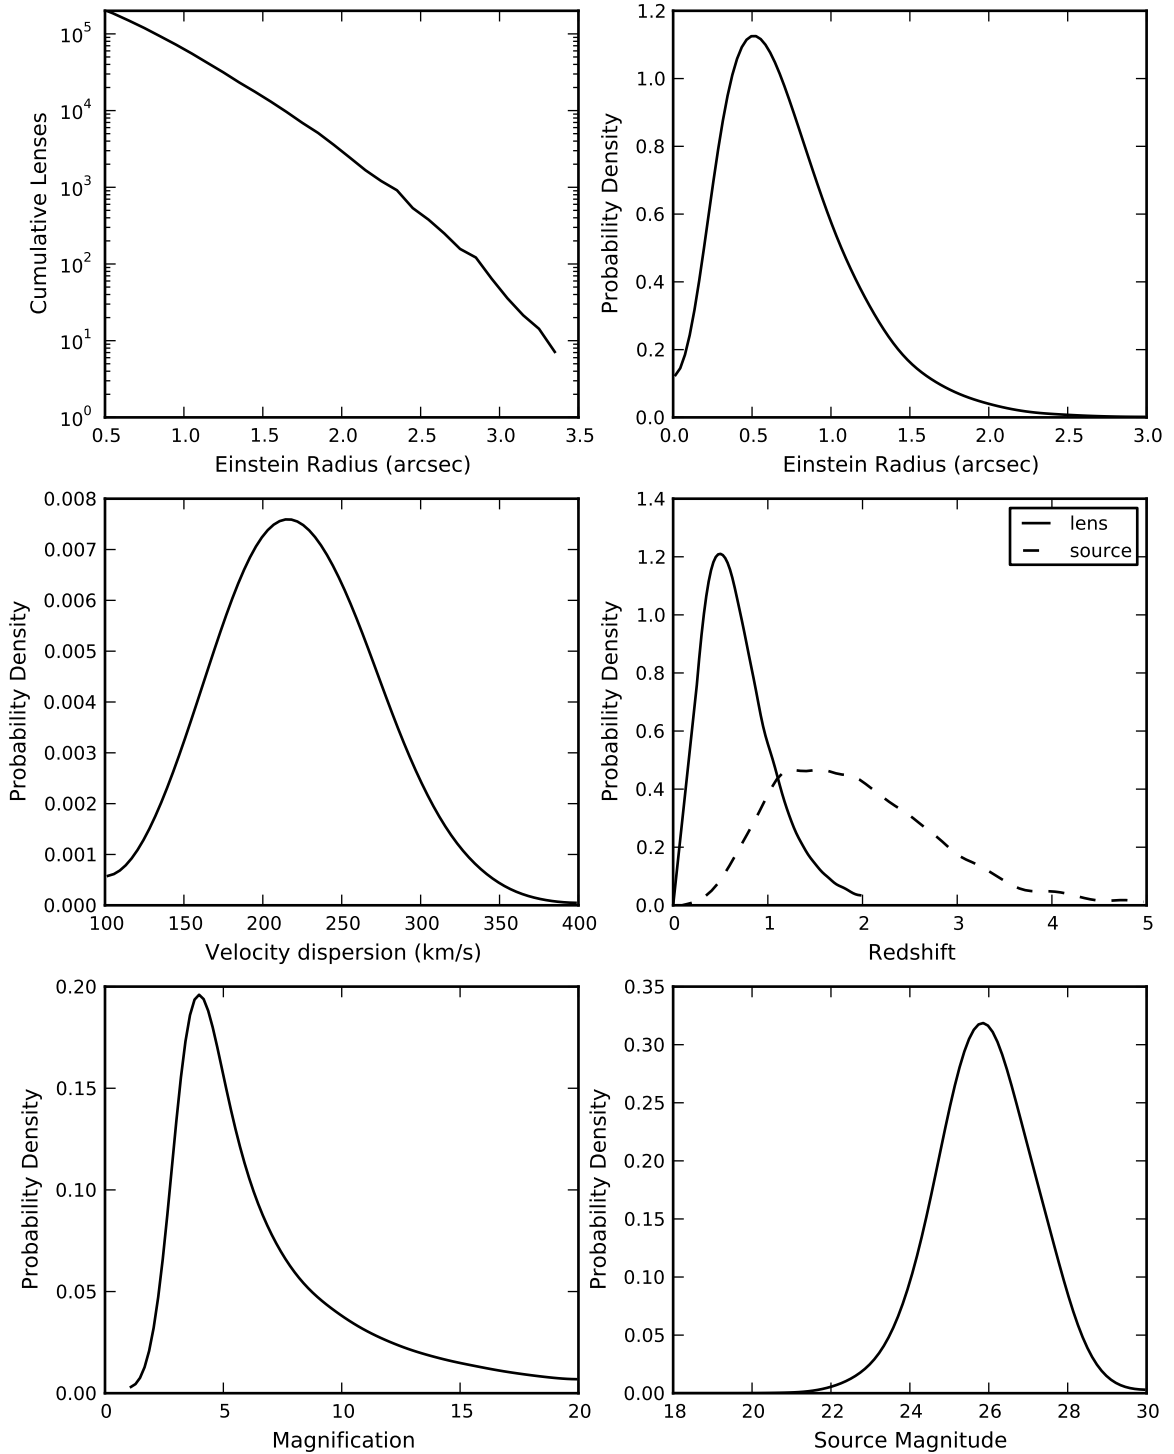 10^5
10^4
10^3
10^2
10^1
10^0
0.5 1.0 1.5 2.0 2.5 3.0 3.5
Einstein Radius (arcsec)
Cumulative Lenses
1.2
1.0
0.8
0.6
0.4
0.2
0.0
0.0 0.5 1.0 1.5 2.0 2.5 3.0
Einstein Radius (arcsec)
Probability Density
0.008
0.007
0.006
0.005
0.004
0.003
0.002
0.001
0.000
100 150 200 250 300 350 400
Velocity dispersion (km/s)
Probability Density
1.4
1.2
1.0
0.8
0.6
0.4
0.2
0.0
0 1 2 3 4 5
Redshift
Probability Density
lens
source
0.20
0.15
0.10
0.05
0.00
0 5 10 15 20
Magnification
Probability Density
0.35
0.30
0.25
0.20
0.15
0.10
0.05
0.00
18 20 22 24 26 28 30
Source Magnitude
Probability Density